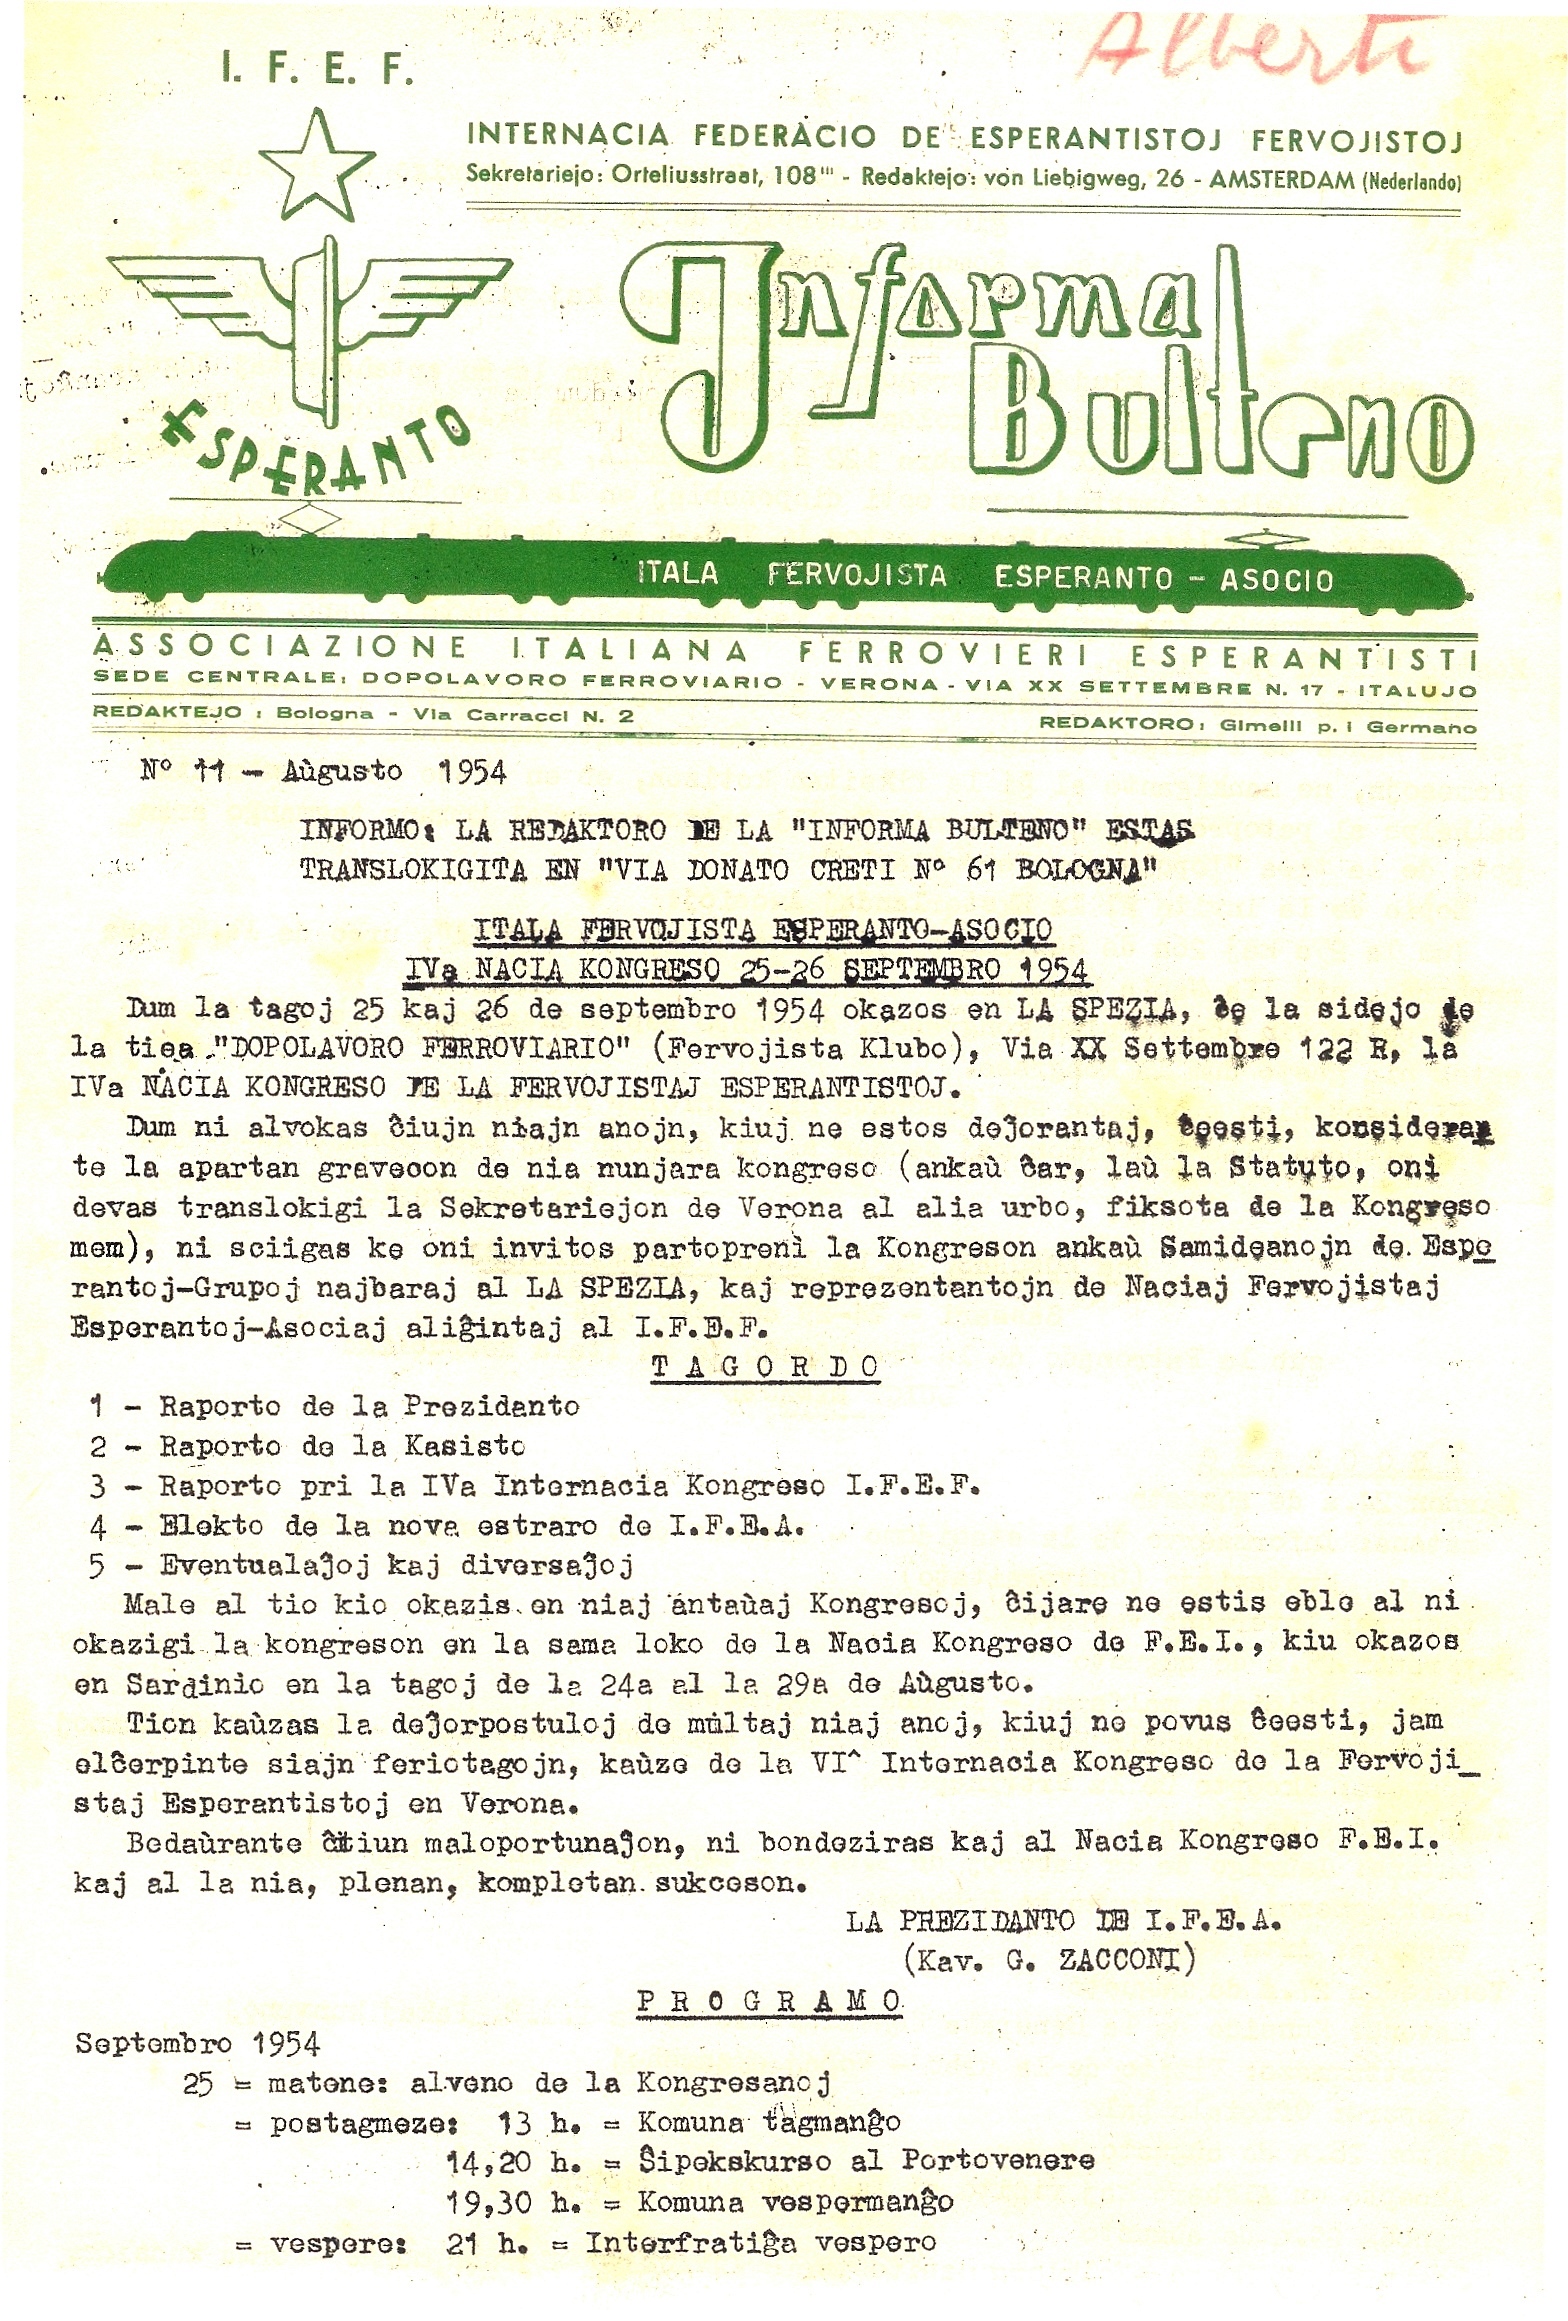 Alberti
I. F. E. F.
INTERNACIA FEDERÀCIO DE ESPERANTISTOJ FERVOJISTOJ
Sekretariejo: Orteliusstraat, 108''' - Redaktejo: von Liebigweg, 26 - AMSTERDAM (Nederlando)
Informa
Bulteno
ESPERANTO
ITALA FERVOJISTA ESPERANTO - ASOCIO
ASSOCIAZIONE ITALIANA FERROVIERI ESPERANTISTI
SEDE CENTRALE: DOPOLAVORO FERROVIARIO - VERONA - VIA XX SETTEMBRE N. 17 - ITALUJO
REDAKTEJO : Bologna - Via Carracci N. 2 REDAKTORO: Gimelli p. i Germano
N° 11 - Aùgusto 1954
INFORMO: LA REDAKTORO DE LA "INFORMA BULTENO" ESTAS
TRANSLOKIGITA EN "VIA DONATO CRETI N° 61 BOLOGNA"
ITALA FERVOJISTA ESPERANTO-ASOCIO
IVa NACIA KONGRESO 25-26 SEPTEMBRO 1954
Dum la tagoj 25 kaj 26 de septembro 1954 okazos en LA SPEZIA, ĉe la sidejo de
la tiea "DOPOLAVORO FERROVIARIO" (Fervojista Klubo), Via XX Settembre 122 R, la
IVa NACIA KONGRESO DE LA FERVOJISTAJ ESPERANTISTOJ.
Dum ni alvokas ĉiujn niajn anojn, kiuj ne estos deĵorantaj, ĉeesti, konsideran
te la apartan gravecon de nia nunjara kongreso (ankaù ĉar, laù la Statuto, oni
devas translokigi la Sekretariejon de Verona al alia urbo, fiksota de la Kongreso
mem), ni sciigas ke oni invitos partopreni la Kongreson ankaù Samideanojn de Espe
rantoj-Grupoj najbaraj al LA SPEZIA, kaj reprezentantojn de Naciaj Fervojistaj
Esperantoj-Asociaj aliĝintaj al I.F.E.F.
T A G O R D O
1 - Raporto de la Prezidanto
2 - Raporto de la Kasisto
3 - Raporto pri la IVa Internacia Kongreso I.F.E.F.
4 - Elekto de la nova estraro de I.F.E.A.
5 - Eventualaĵoj kaj diversaĵoj
Male al tio kio okazis en niaj antaùaj Kongresoj, ĉijare ne estis eble al ni
okazigi la kongreson en la sama loko de la Nacia Kongreso de F.E.I., kiu okazos
en Sardinio en la tagoj de la 24a al la 29a de Aùgusto.
Tion kaùzas la deĵorpostuloj de multaj niaj anoj, kiuj ne povus ĉeesti, jam
elĉerpinte siajn feriotagojn, kaùze de la VI^ Internacia Kongreso de la Fervoji_
staj Esperantistoj en Verona.
Bedaùrante ĉitiun maloportunaĵon, ni bondeziras kaj al Nacia Kongreso F.E.I.
kaj al la nia, plenan, kompletan sukceson.
LA PREZIDANTO DE I.F.E.A.
(Kav. G. ZACCONI)
P R O G R A M O
Septembro 1954
25 = matene: alveno de la Kongresanoj
= postagmeze: 13 h. = Komuna tagmanĝo
14,20 h. = Ŝipekskurso al Portovenere
19,30 h. = Komuna vespermanĝo
= vespere: 21 h. = Interfratiĝa vespero